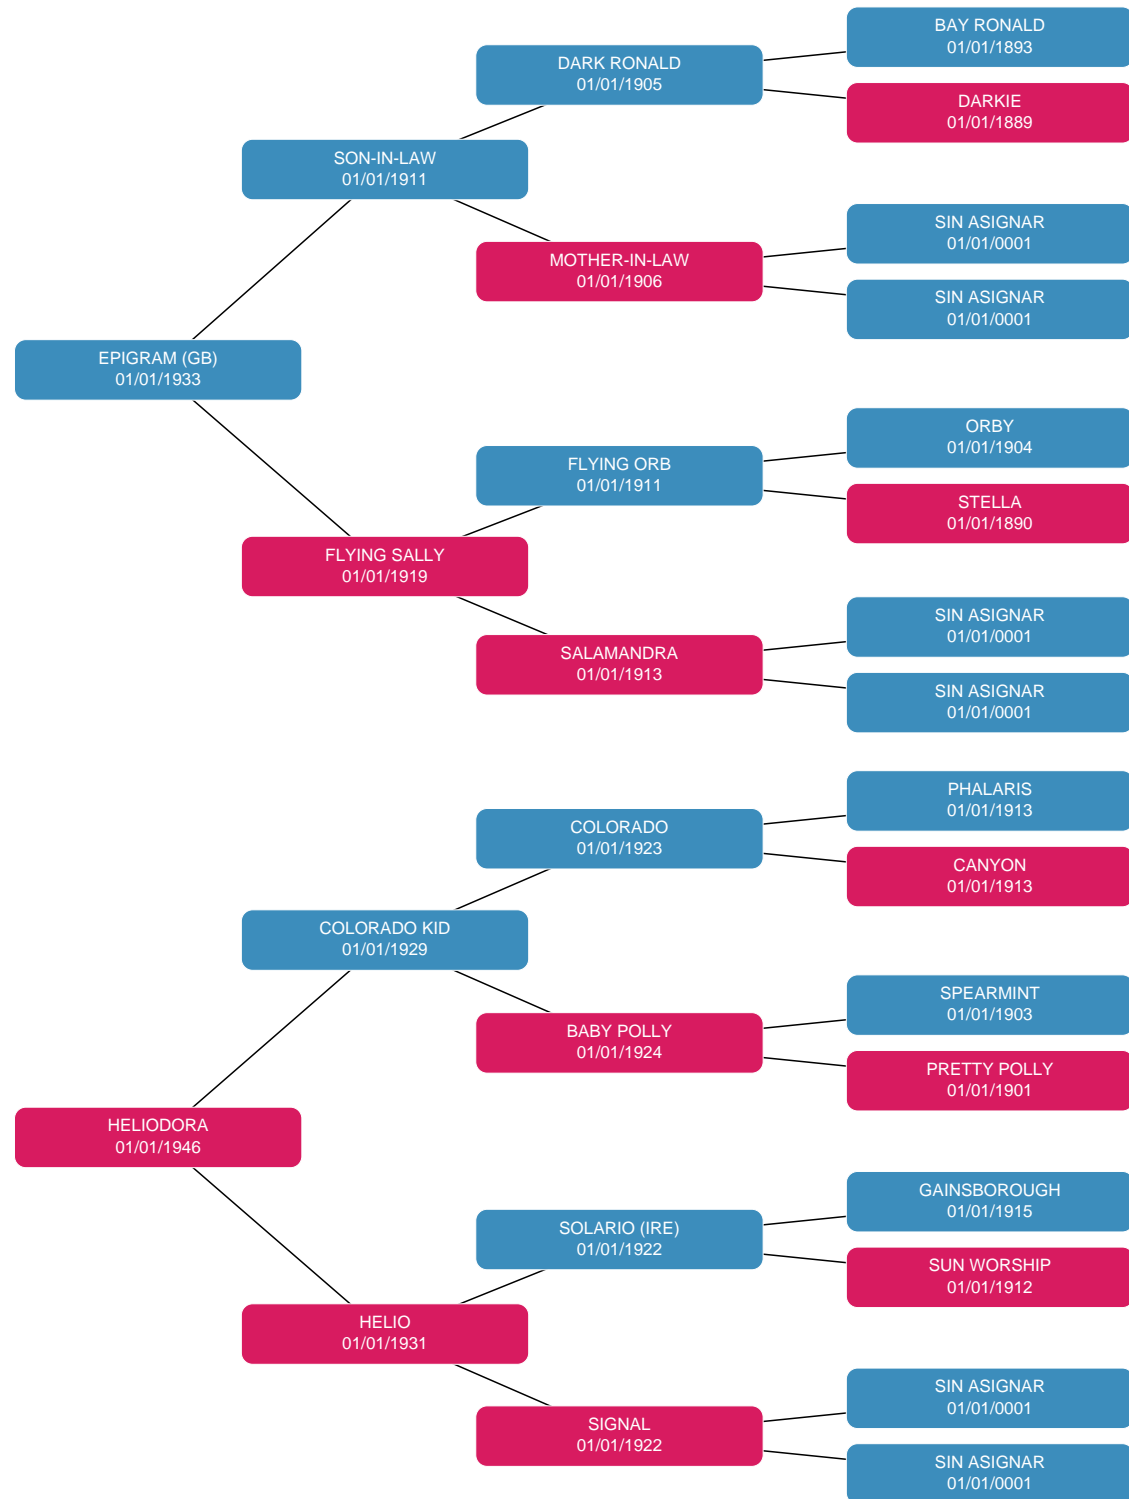 BAY RONALD
01/01/1893
DARK RONALD
01/01/1905
DARKIE
01/01/1889
SON-IN-LAW
01/01/1911
SIN ASIGNAR
01/01/0001
MOTHER-IN-LAW
01/01/1906
SIN ASIGNAR
01/01/0001
EPIGRAM (GB)
01/01/1933
ORBY
01/01/1904
FLYING ORB
01/01/1911
STELLA
01/01/1890
FLYING SALLY
01/01/1919
SIN ASIGNAR
01/01/0001
SALAMANDRA
01/01/1913
SIN ASIGNAR
01/01/0001
PHALARIS
01/01/1913
COLORADO
01/01/1923
CANYON
01/01/1913
COLORADO KID
01/01/1929
SPEARMINT
01/01/1903
BABY POLLY
01/01/1924
PRETTY POLLY
01/01/1901
HELIODORA
01/01/1946
GAINSBOROUGH
01/01/1915
SOLARIO (IRE)
01/01/1922
SUN WORSHIP
01/01/1912
HELIO
01/01/1931
SIN ASIGNAR
01/01/0001
SIGNAL
01/01/1922
SIN ASIGNAR
01/01/0001